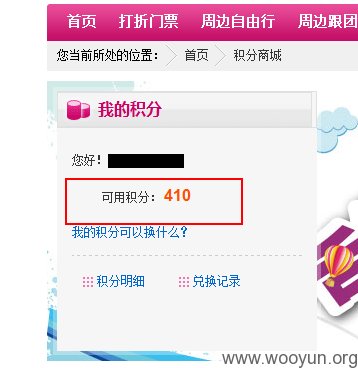 首页 打折门票 周边自由行 周边跟团
您当前所处的位置： 首页 积分商城
我的积分
您好！
可用积分：410
我的积分可以换什么？
积分明细 兑换记录
www.wooyun.org